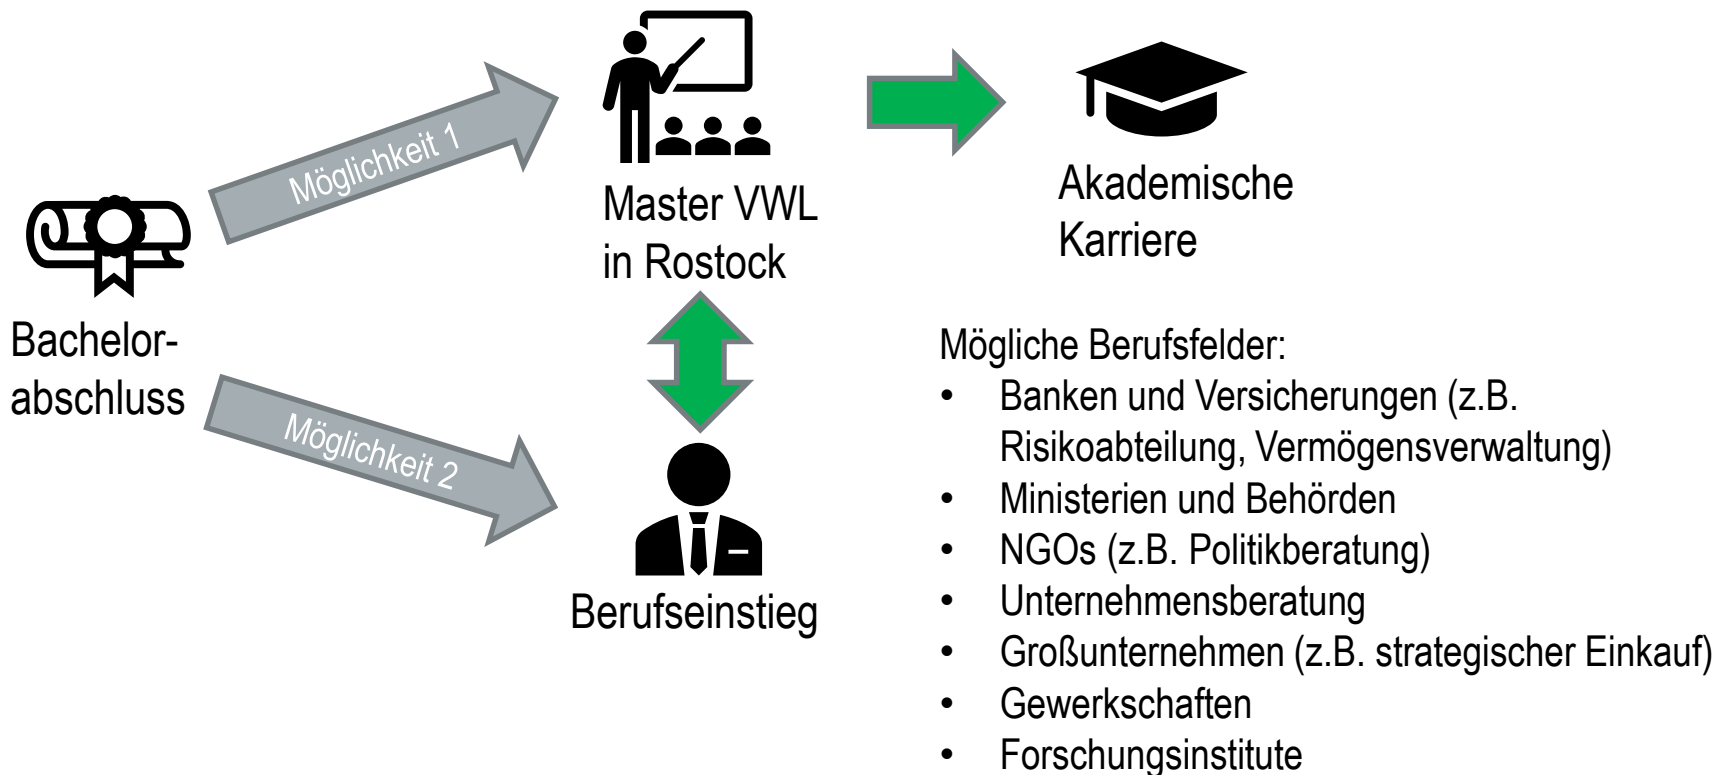 Bachelor-
abschluss
Möglichkeit 1
Möglichkeit 2
Master VWL
in Rostock
Berufseinstieg
Akademische
Karriere
Mögliche Berufsfelder:
• Banken und Versicherungen (z.B.
Risikoabteilung, Vermögensverwaltung)
• Ministerien und Behörden
• NGOs (z.B. Politikberatung)
• Unternehmensberatung
• Großunternehmen (z.B. strategischer Einkauf)
• Gewerkschaften
• Forschungsinstitute